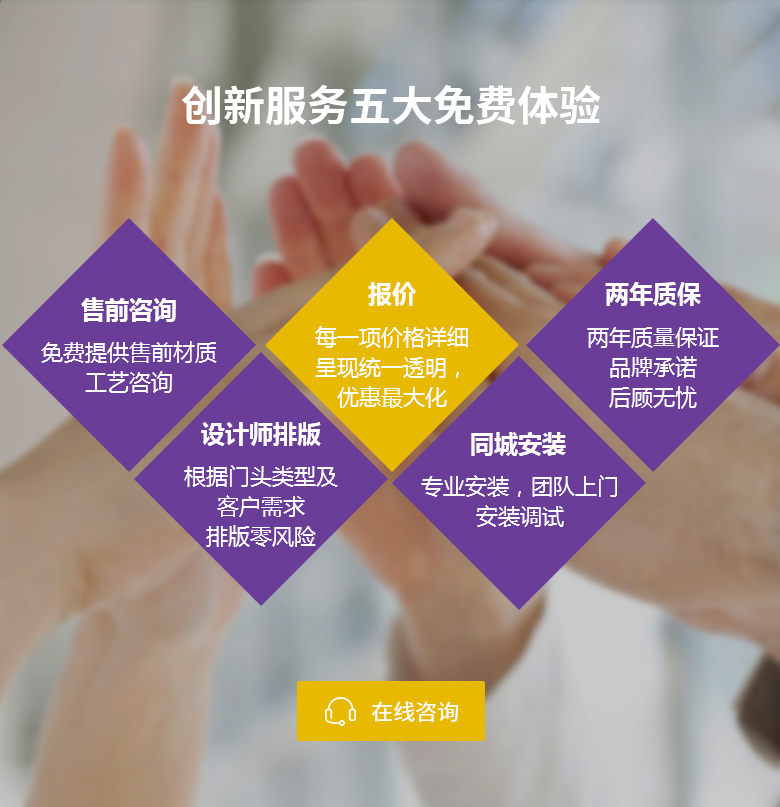 创新服务五大免费体验
售前咨询
免费提供售前材质
工艺咨询
设计师排版
根据门头类型及
客户需求
排版零风险
报价
每一项价格详细
呈现统一透明，
优惠最大化
同城安装
专业安装，团队上门
安装调试
两年质保
两年质量保证
品牌承诺
后顾无忧
在线咨询